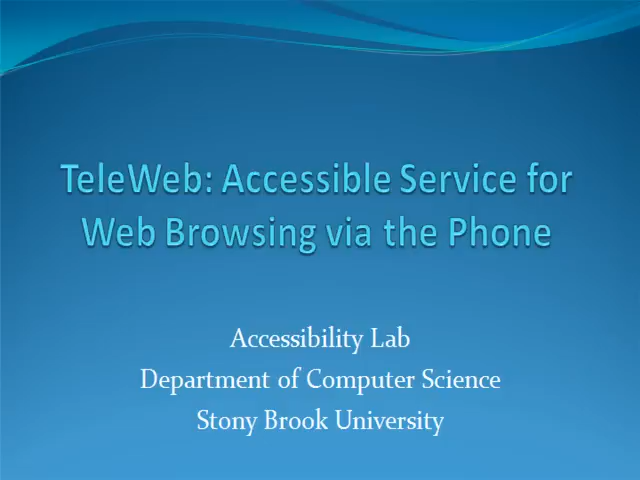 TeleWeb: Accessible Service for
Web Browsing via the Phone
Accessibility Lab
Department of Computer Science
Stony Brook University